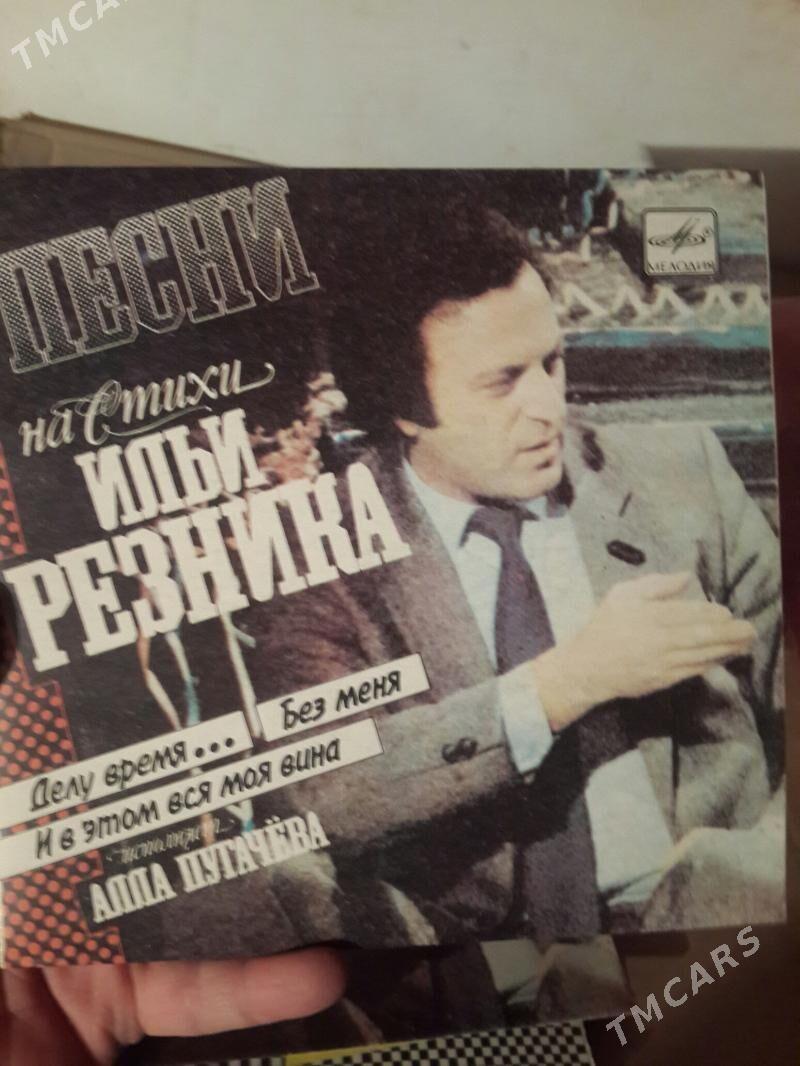 TMCARS
ПЕСНИ
МЕЛОДИЯ
на Стихи
ИЛЬИ
РЕЗНИКА
Без меня
Делу время...
И в этом вся моя вина
исполняет
АЛЛА ПУГАЧЁВА
TMCARS